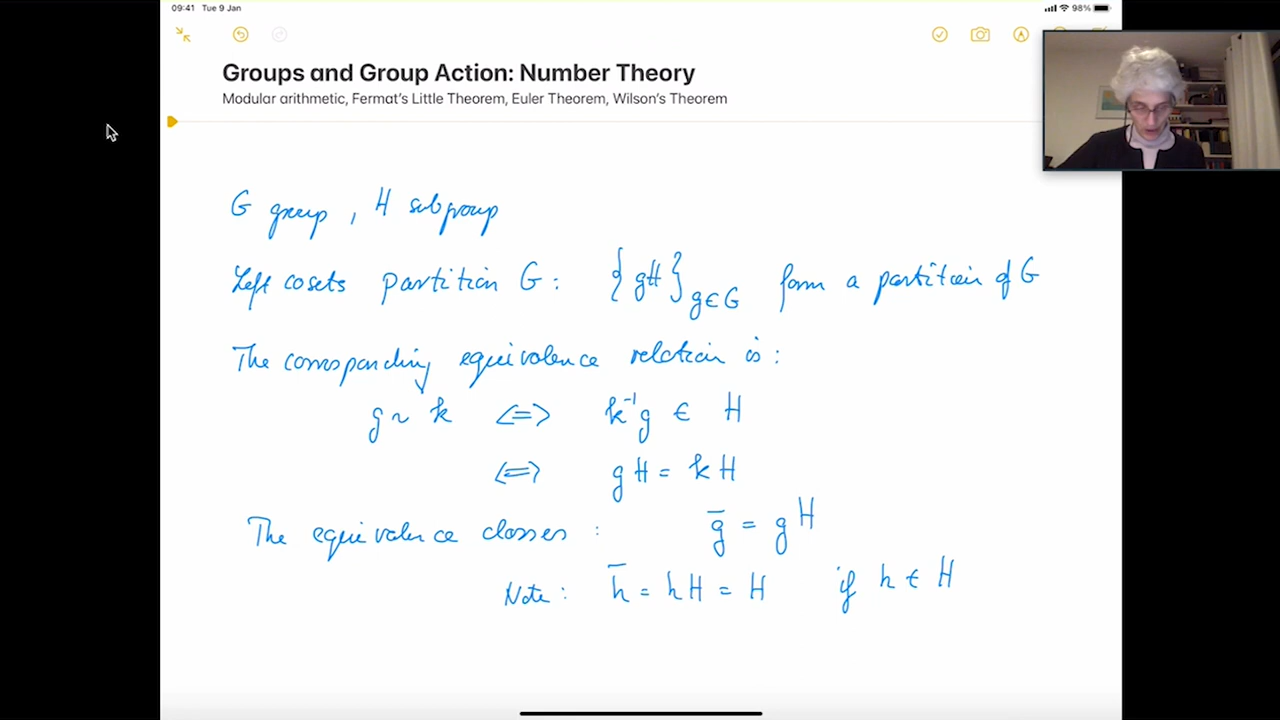 09:41 Tue 9 Jan
98%
Groups and Group Action: Number Theory
Modular arithmetic, Fermat's Little Theorem, Euler Theorem, Wilson's Theorem
G group, H subgroup
Left cosets partition G: {gH}_{g∈G} form a partition of G
The corresponding equivalence relation is:
g ~ k <=> k⁻¹g ∈ H
<=> gH = kH
The equivalence classes: g̅ = gH
Note: h̅ = hH = H if h ∈ H